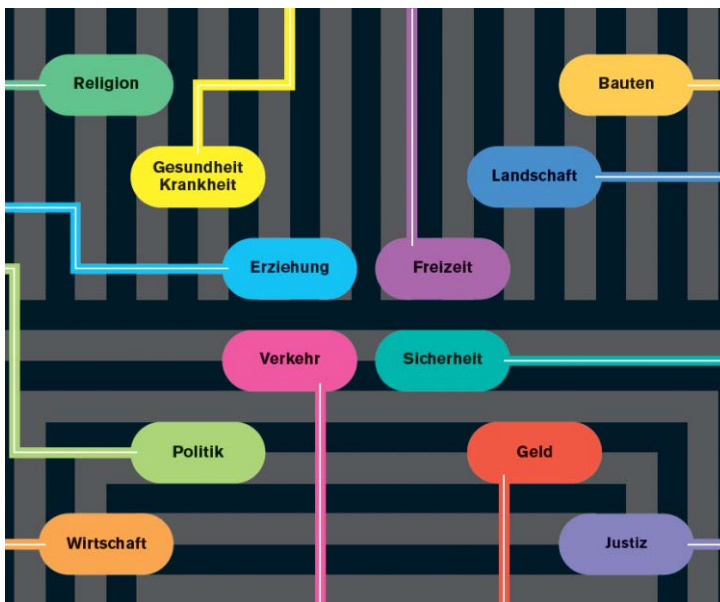 Religion
Bauten
Gesundheit
Krankheit
Landschaft
Erziehung
Freizeit
Verkehr
Sicherheit
Politik
Geld
Wirtschaft
Justiz